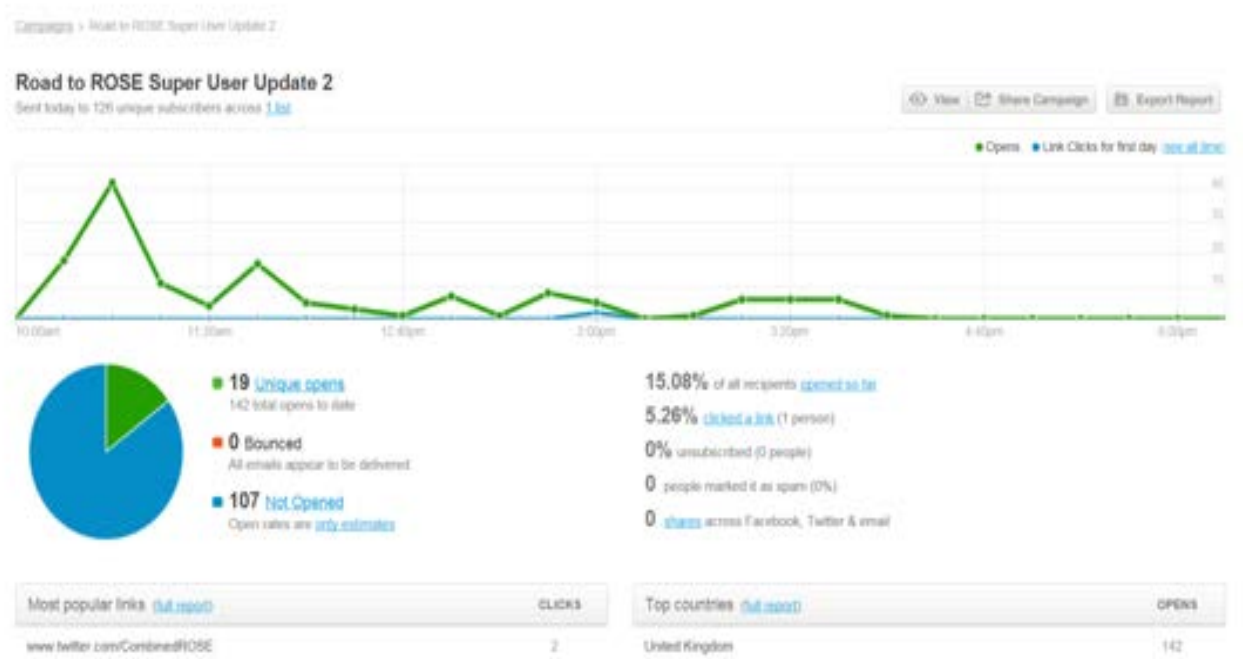 Campaigns > Road to ROSE Super User Update 2
Road to ROSE Super User Update 2
Sent today to 126 unique subscribers across 1 list
View
Share Campaign
Export Report
Opens
Link Clicks for first day (see all time)
40
30
20
10
10:00am
11:20am
12:40pm
2:00pm
3:20pm
4:40pm
6:00pm
19 Unique opens
142 total opens to date
0 Bounced
All emails appear to be delivered
107 Not Opened
Open rates are only estimates
15.08% of all recipients opened so far
5.26% clicked a link (1 person)
0% unsubscribed (0 people)
0 people marked it as spam (0%)
0 shares across Facebook, Twitter & email
Most popular links (full report) CLICKS
www.twitter.com/CombinedROSE 2
Top countries (full report) OPENS
United Kingdom 142